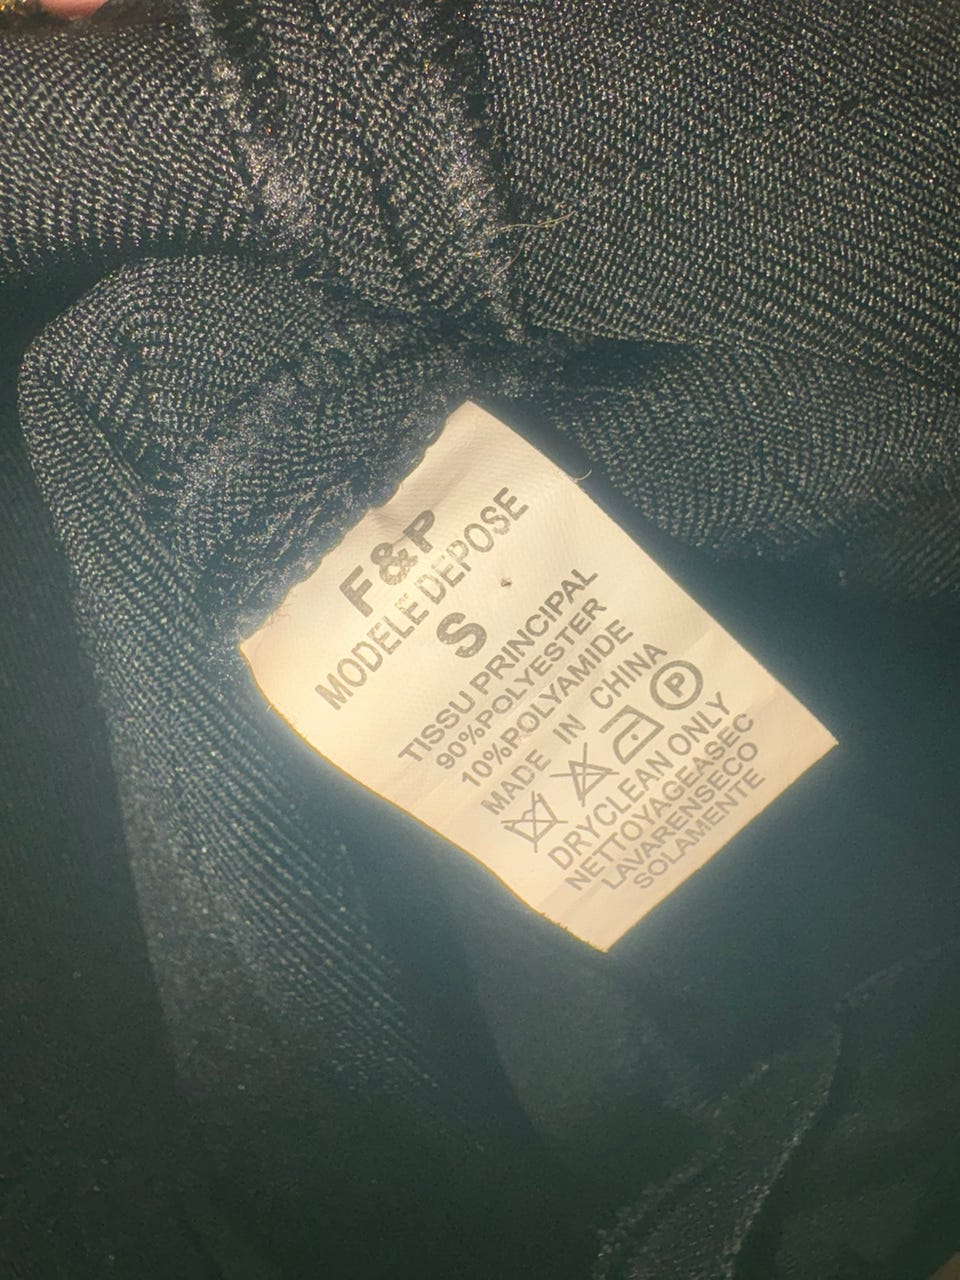 F&P
MODELE DEPOSE
S
TISSU PRINCIPAL
90%POLYESTER
10%POLYAMIDE
MADE IN CHINA
P
DRYCLEAN ONLY
NETTOYAGEASEC
LAVARENSECO
SOLAMENTE